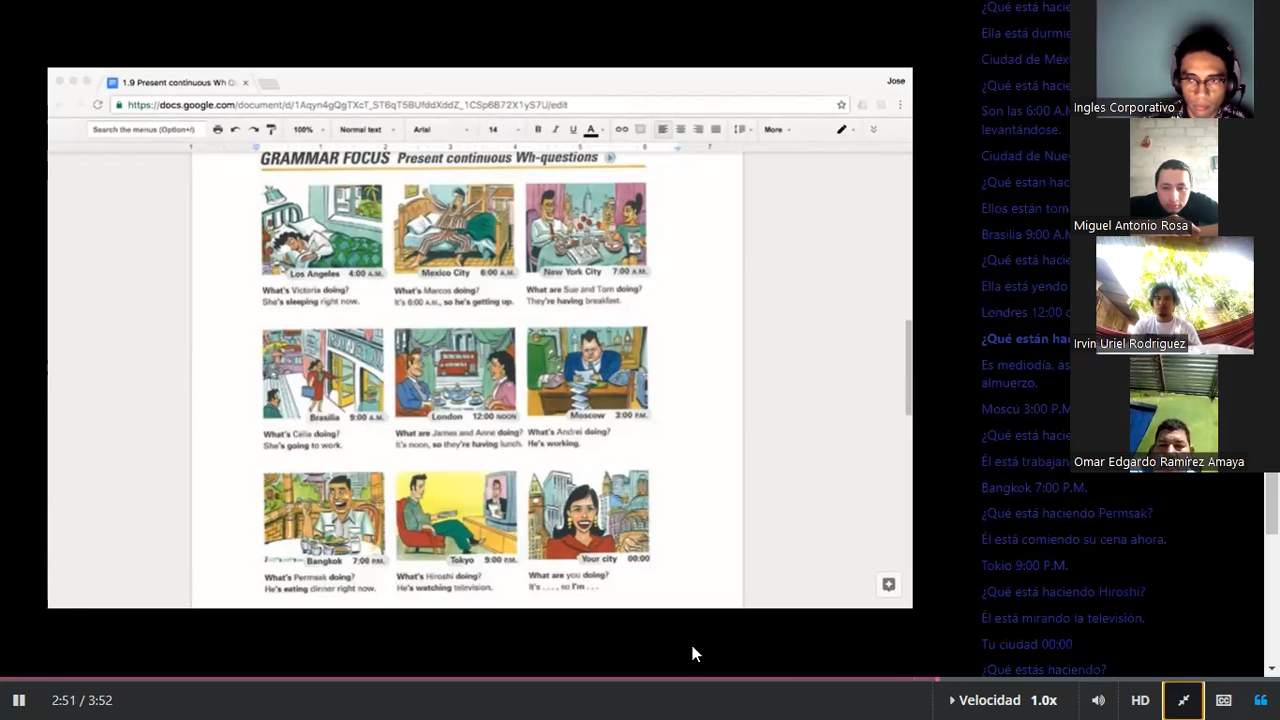 1.9 Present continuous Wh Q
Jose
https://docs.google.com/document/d/1Aqyn4gQgTXcT_ST6qT5BUfddXddZ_1CSp6B72X1yS7U/edit
Search the menus (Option+/)
100%
Normal text
Arial
14
B I U A
More
1 1 2 3 4 5 6 7
GRAMMAR FOCUS Present continuous Wh-questions
Los Angeles 4:00 A.M.
What's Victoria doing?
She's sleeping right now.
Mexico City 6:00 A.M.
What's Marcos doing?
It's 6:00 A.M., so he's getting up.
New York City 7:00 A.M.
What are Sue and Tom doing?
They're having breakfast.
Brasília 9:00 A.M.
What's Celia doing?
She's going to work.
London 12:00 NOON
What are James and Anne doing?
It's noon, so they're having lunch.
Moscow 3:00 P.M.
What's Andrei doing?
He's working.
Bangkok 7:00 P.M.
What's Permsak doing?
He's eating dinner right now.
Tokyo 9:00 P.M.
What's Hiroshi doing?
He's watching television.
Your city 00:00
What are you doing?
It's . . . , so I'm . . .
¿Qué está hacie
Ella está durmie
Ciudad de Méx
¿Qué está hacie
Son las 6:00 A.
levantándose.
Ciudad de Nue
¿Qué están hac
Ellos están tom
Brasilia 9:00 A.M
¿Qué está hacie
Ella está yendo
Londres 12:00 d
¿Qué están ha
Es mediodía, as
almuerzo.
Moscú 3:00 P.M
¿Qué está hacie
Él está trabajan
Bangkok 7:00 P.M.
¿Qué está haciendo Permsak?
Él está comiendo su cena ahora.
Tokio 9:00 P.M.
¿Qué está haciendo Hiroshi?
Él está mirando la televisión.
Tu ciudad 00:00
¿Qué estás haciendo?
Ingles Corporativo
Miguel Antonio Rosa
Irvin Uriel Rodriguez
Omar Edgardo Ramírez Amaya
2:51 / 3:52
Velocidad 1.0x
HD
CC